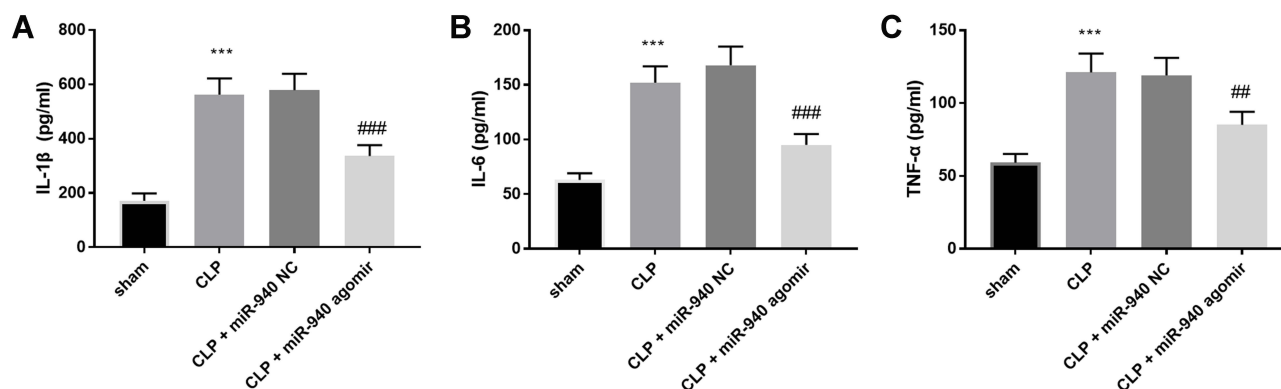 A
IL-1β (pg/ml)
800
600
400
200
0
***
###
sham
CLP
CLP + miR-940 NC
CLP + miR-940 agomir
B
IL-6 (pg/ml)
200
150
100
50
0
***
###
sham
CLP
CLP + miR-940 NC
CLP + miR-940 agomir
C
TNF-α (pg/ml)
150
100
50
0
***
##
sham
CLP
CLP + miR-940 NC
CLP + miR-940 agomir